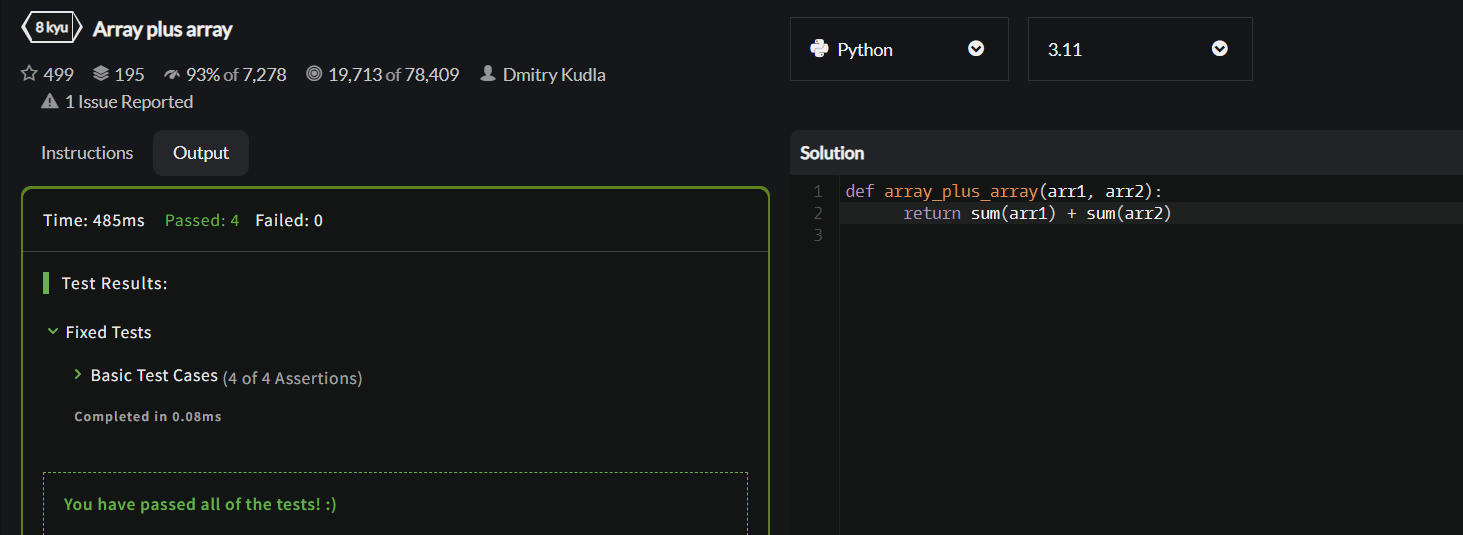 8 kyu Array plus array
499 195 93% of 7,278 19,713 of 78,409 Dmitry Kudla
1 Issue Reported
Python 3.11
Instructions Output
Time: 485ms Passed: 4 Failed: 0
Test Results:
Fixed Tests
Basic Test Cases (4 of 4 Assertions)
Completed in 0.08ms
You have passed all of the tests! :)
Solution
1 def array_plus_array(arr1, arr2):
2 return sum(arr1) + sum(arr2)
3